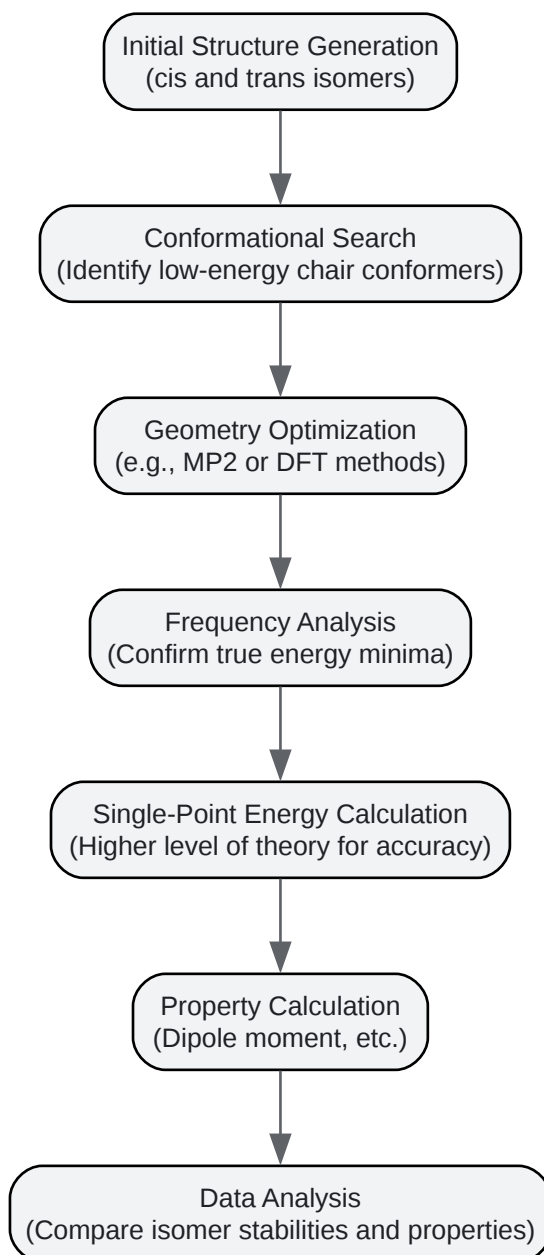 Initial Structure Generation
(cis and trans isomers)
Conformational Search
(Identify low-energy chair conformers)
Geometry Optimization
(e.g., MP2 or DFT methods)
Frequency Analysis
(Confirm true energy minima)
Single-Point Energy Calculation
(Higher level of theory for accuracy)
Property Calculation
(Dipole moment, etc.)
Data Analysis
(Compare isomer stabilities and properties)